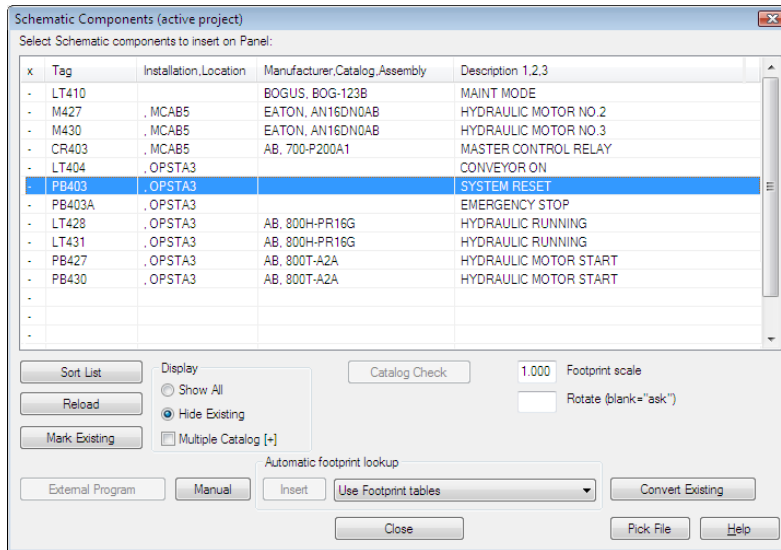 Schematic Components (active project)
Select Schematic components to insert on Panel:
x Tag Installation,Location Manufacturer,Catalog,Assembly Description 1,2,3
- LT410 BOGUS, BOG-123B MAINT MODE
- M427 , MCAB5 EATON, AN16DN0AB HYDRAULIC MOTOR NO.2
- M430 , MCAB5 EATON, AN16DN0AB HYDRAULIC MOTOR NO.3
- CR403 , MCAB5 AB, 700-P200A1 MASTER CONTROL RELAY
- LT404 , OPSTA3 CONVEYOR ON
- PB403 , OPSTA3 SYSTEM RESET
- PB403A , OPSTA3 EMERGENCY STOP
- LT428 , OPSTA3 AB, 800H-PR16G HYDRAULIC RUNNING
- LT431 , OPSTA3 AB, 800H-PR16G HYDRAULIC RUNNING
- PB427 , OPSTA3 AB, 800T-A2A HYDRAULIC MOTOR START
- PB430 , OPSTA3 AB, 800T-A2A HYDRAULIC MOTOR START
-
-
-
Sort List Display Catalog Check 1.000 Footprint scale
Show All
Reload Rotate (blank="ask")
Hide Existing
Mark Existing Multiple Catalog [+]
Automatic footprint lookup
External Program Manual Insert Use Footprint tables Convert Existing
Close Pick File Help